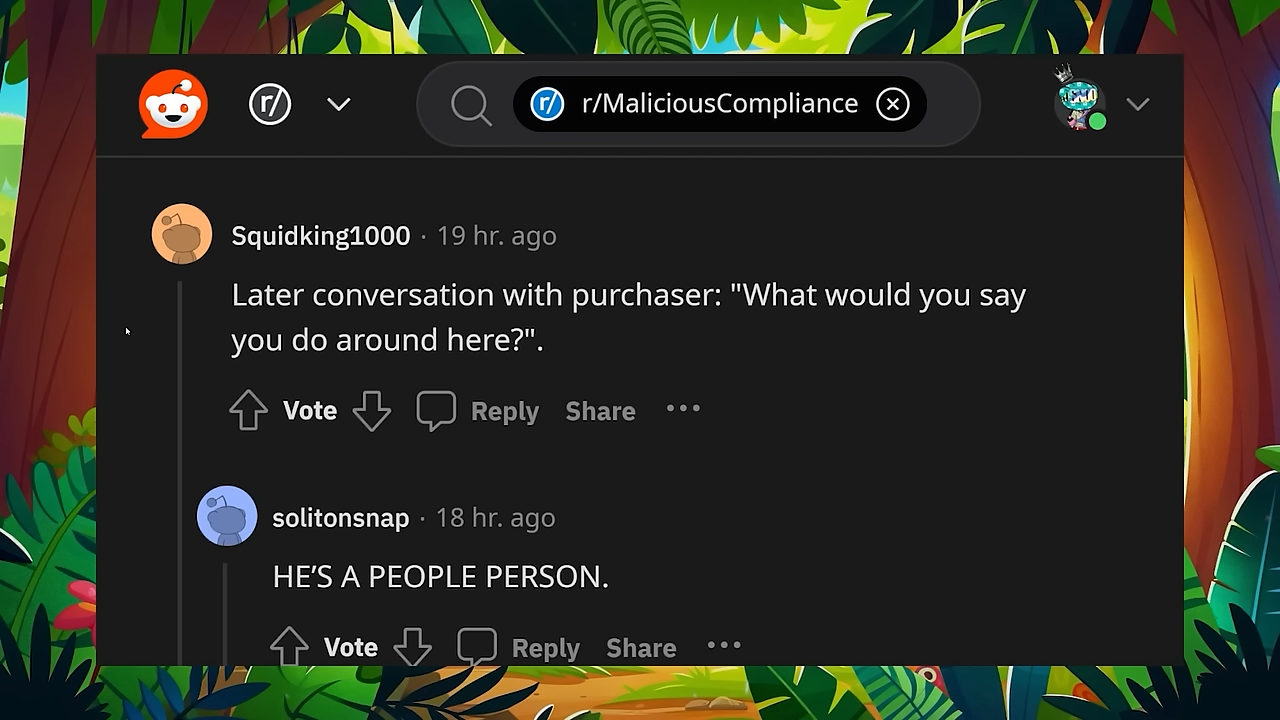 r/
r/ r/MaliciousCompliance
Squidking1000 · 19 hr. ago
Later conversation with purchaser: "What would you say
you do around here?".
Vote Reply Share •••
solitonsnap · 18 hr. ago
HE’S A PEOPLE PERSON.
Vote Reply Share •••